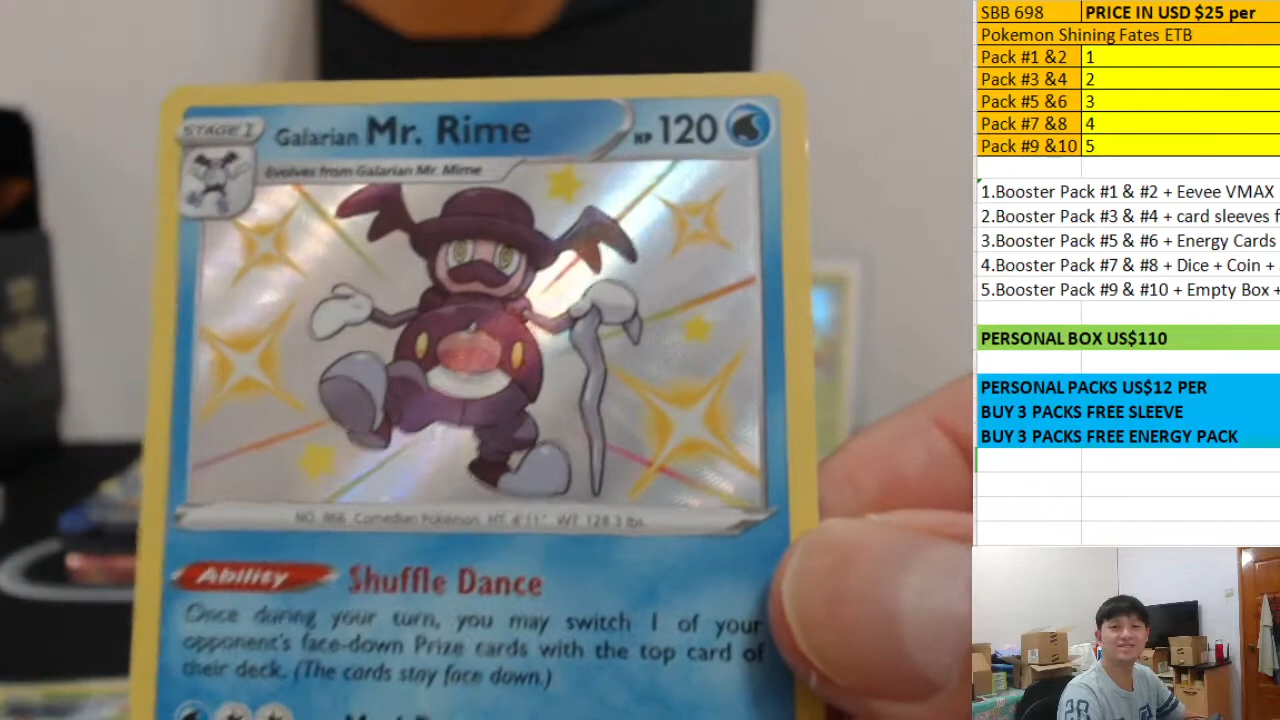 STAGE 1
Galarian Mr. Rime
HP 120
Evolves from Galarian Mr. Mime
NO. 866 Comedian Pokémon HT: 4'11" WT: 128.3 lbs.
Ability Shuffle Dance
Once during your turn, you may switch 1 of your
opponent's face-down Prize cards with the top card of
their deck. (The cards stay face down.)
SBB 698 PRICE IN USD $25 per
Pokemon Shining Fates ETB
Pack #1 &2 1
Pack #3 &4 2
Pack #5 &6 3
Pack #7 &8 4
Pack #9 &10 5
1.Booster Pack #1 & #2 + Eevee VMAX
2.Booster Pack #3 & #4 + card sleeves f
3.Booster Pack #5 & #6 + Energy Cards
4.Booster Pack #7 & #8 + Dice + Coin +
5.Booster Pack #9 & #10 + Empty Box +
PERSONAL BOX US$110
PERSONAL PACKS US$12 PER
BUY 3 PACKS FREE SLEEVE
BUY 3 PACKS FREE ENERGY PACK
28